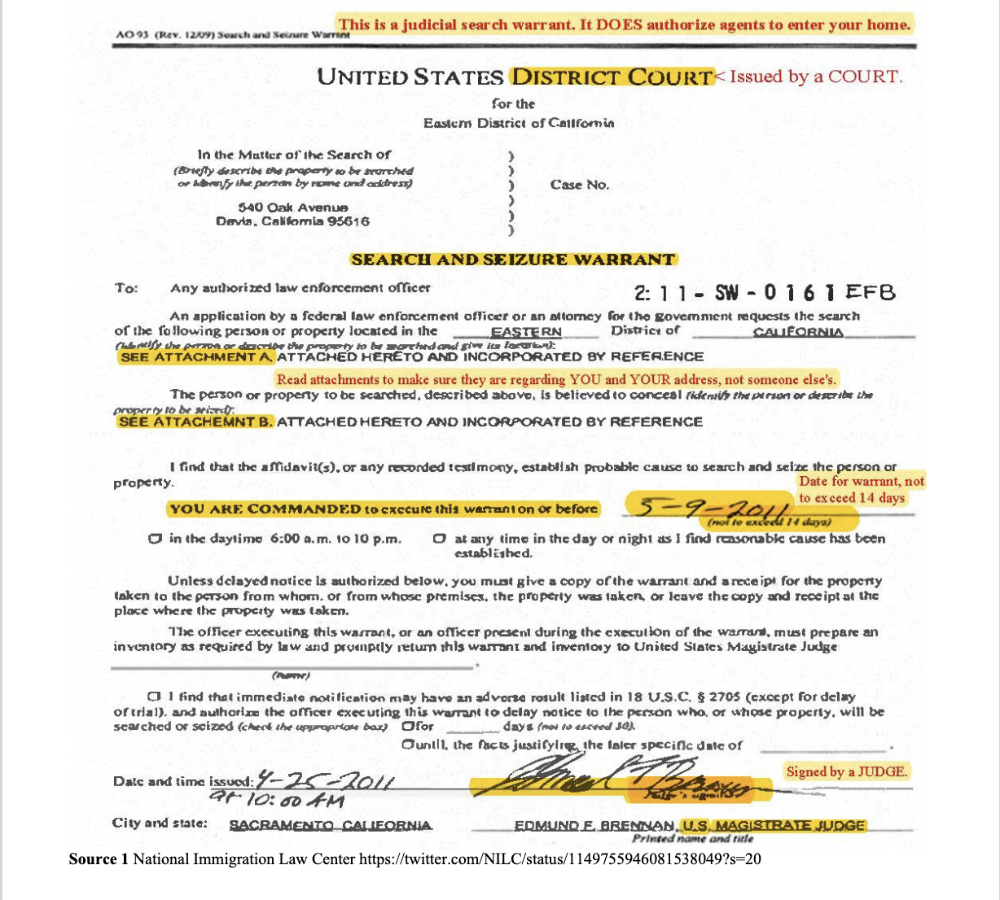 This is a judicial search warrant. It DOES authorize agents to enter your home.
AO 93 (Rev. 12/09) Search and Seizure Warrant
UNITED STATES DISTRICT COURT < Issued by a COURT.
for the
Eastern District of California
In the Matter of the Search of
(Briefly describe the property to be searched
or identify the person by name and address)
540 Oak Avenue
Davis, California 95616
)
)
)
)
)
)
Case No.
SEARCH AND SEIZURE WARRANT
To: Any authorized law enforcement officer
2: 11 - SW - 0161 EFB
An application by a federal law enforcement officer or an attorney for the government requests the search
of the following person or property located in the EASTERN District of CALIFORNIA
(identify the person or describe the property to be searched and give its location):
SEE ATTACHMENT A, ATTACHED HERETO AND INCORPORATED BY REFERENCE
Read attachments to make sure they are regarding YOU and YOUR address, not someone else's.
The person or property to be searched, described above, is believed to conceal (identify the person or describe the
property to be seized):
SEE ATTACHEMNT B. ATTACHED HERETO AND INCORPORATED BY REFERENCE
I find that the affidavit(s), or any recorded testimony, establish probable cause to search and seize the person or
property.
Date for warrant, not
to exceed 14 days
YOU ARE COMMANDED to execute this warrant on or before 5-9-2011
(not to exceed 14 days)
in the daytime 6:00 a.m. to 10 p.m. at any time in the day or night as I find reasonable cause has been
established.
Unless delayed notice is authorized below, you must give a copy of the warrant and a receipt for the property
taken to the person from whom, or from whose premises, the property was taken, or leave the copy and receipt at the
place where the property was taken.
The officer executing this warrant, or an officer present during the execution of the warrant, must prepare an
inventory as required by law and promptly return this warrant and inventory to United States Magistrate Judge
.
(name)
I find that immediate notification may have an adverse result listed in 18 U.S.C. § 2705 (except for delay
of trial), and authorize the officer executing this warrant to delay notice to the person who, or whose property, will be
searched or seized (check the appropriate box) for days (not to exceed 30).
until, the facts justifying, the later specific date of .
Signed by a JUDGE.
Date and time issued: 4-25-2011
at 10:00 AM
Judge's signature
City and state: SACRAMENTO CALIFORNIA EDMUND F. BRENNAN, U.S. MAGISTRATE JUDGE
Printed name and title
Source 1 National Immigration Law Center https://twitter.com/NILC/status/1149755946081538049?s=20